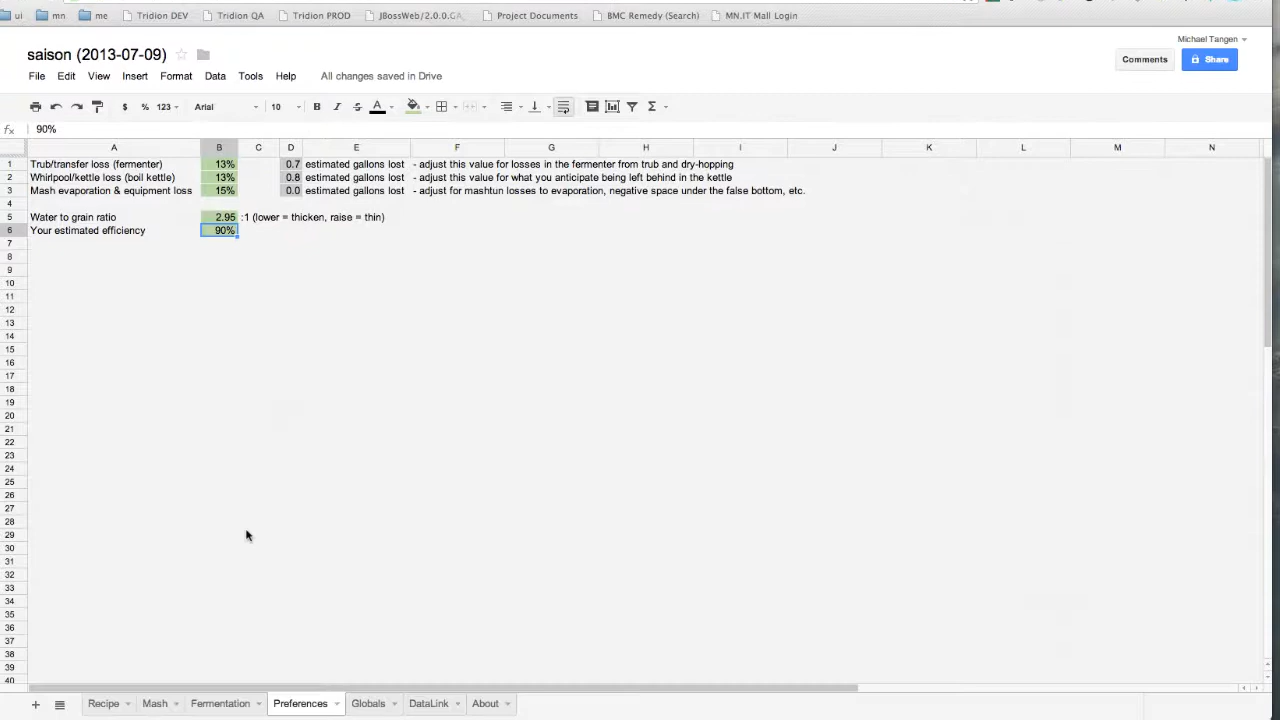 ui mn me Tridion DEV Tridion QA Tridion PROD JBossWeb/2.0.0.GA, Project Documents BMC Remedy (Search) MN.IT Mall Login
Michael Tangen
saison (2013-07-09)
Comments Share
File Edit View Insert Format Data Tools Help All changes saved in Drive
$ % 123 Arial 10 B I S A Σ
fx 90%
A B C D E F G H I J K L M N
1 Trub/transfer loss (fermenter) 13% 0.7 estimated gallons lost - adjust this value for losses in the fermenter from trub and dry-hopping
2 Whirlpool/kettle loss (boil kettle) 13% 0.8 estimated gallons lost - adjust this value for what you anticipate being left behind in the kettle
3 Mash evaporation & equipment loss 15% 0.0 estimated gallons lost - adjust for mashtun losses to evaporation, negative space under the false bottom, etc.
4
5 Water to grain ratio 2.95 :1 (lower = thicken, raise = thin)
6 Your estimated efficiency 90%
7
8
9
10
11
12
13
14
15
16
17
18
19
20
21
22
23
24
25
26
27
28
29
30
31
32
33
34
35
36
37
38
39
40
+ Recipe Mash Fermentation Preferences Globals DataLink About